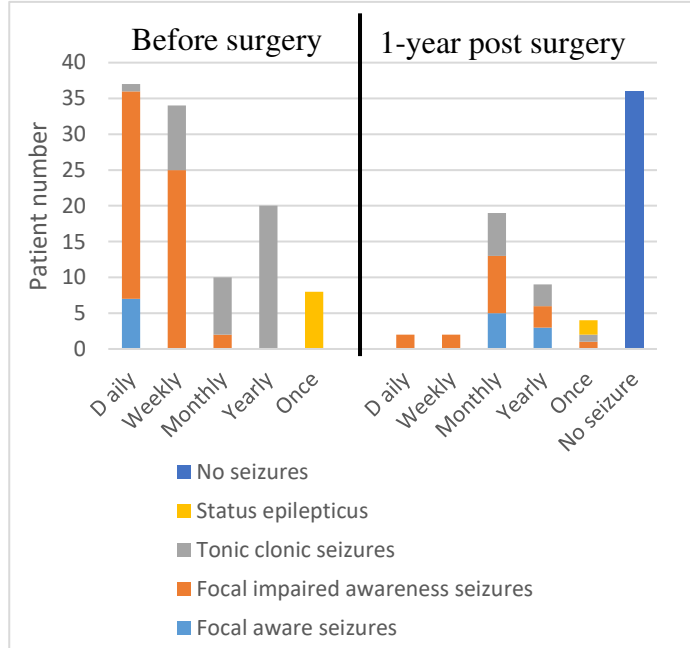 Before surgery
1-year post surgery
Patient number
40
35
30
25
20
15
10
5
0
D aily
Weekly
Monthly
Yearly
Once
D aily
Weekly
Monthly
Yearly
Once
No seizure
No seizures
Status epilepticus
Tonic clonic seizures
Focal impaired awareness seizures
Focal aware seizures